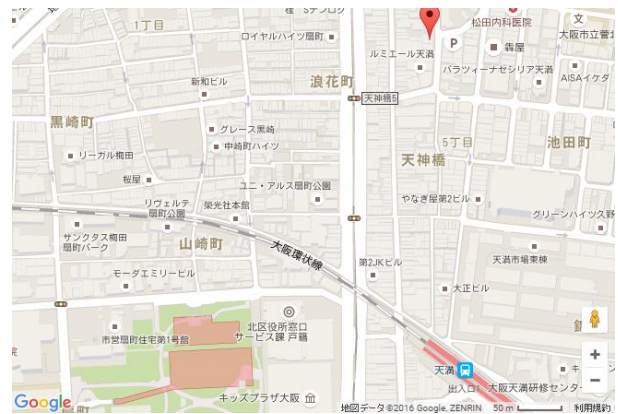 1丁目
ロイヤルハイツ扇町
松田内科医院
大阪市立菅北
ルミエール天満
犇屋
P
バラツィーナセシリア天満
AISAイケダ
新和ビル
浪花町
天神橋5
黒崎町
グレース黒崎
中崎町ハイツ
リーガル梅田
5丁目
池田町
天神橋
桜屋
ユニ・アルス扇町公園
やなぎ屋第2ビル
リヴェルテ
扇町公園
榮光社本館
グリーンハイツ久野
サンクタス梅田
扇町パーク
山崎町
大阪環状線
第2JKビル
天満市場東棟
モーダエミリービル
大正ビル
北区役所窓口
サービス課 戸籍
市営扇町住宅第1号館
天満
出入口1
大阪天満研修センター
キッズプラザ大阪
扇町
Google
地図データ©2016 Google, ZENRIN
50 m
利用規約